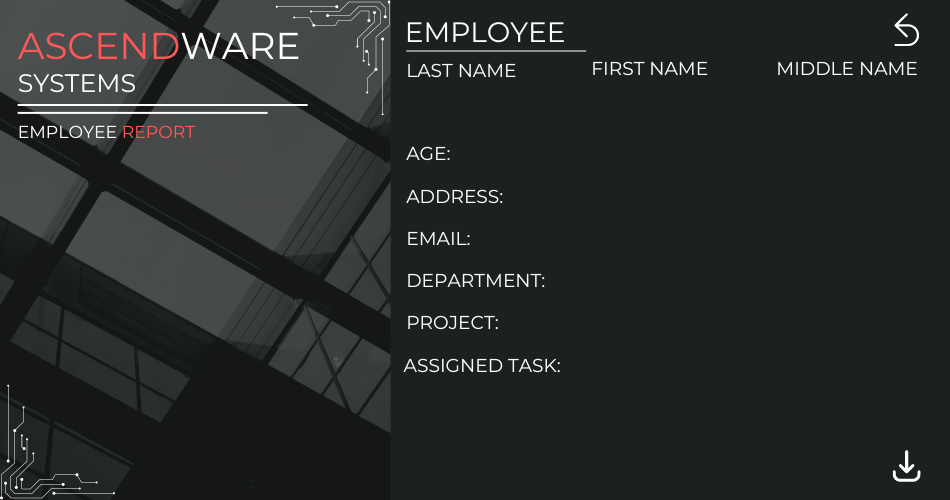 ASCENDWARE
SYSTEMS
EMPLOYEE REPORT
EMPLOYEE
LAST NAME FIRST NAME MIDDLE NAME
AGE:
ADDRESS:
EMAIL:
DEPARTMENT:
PROJECT:
ASSIGNED TASK: